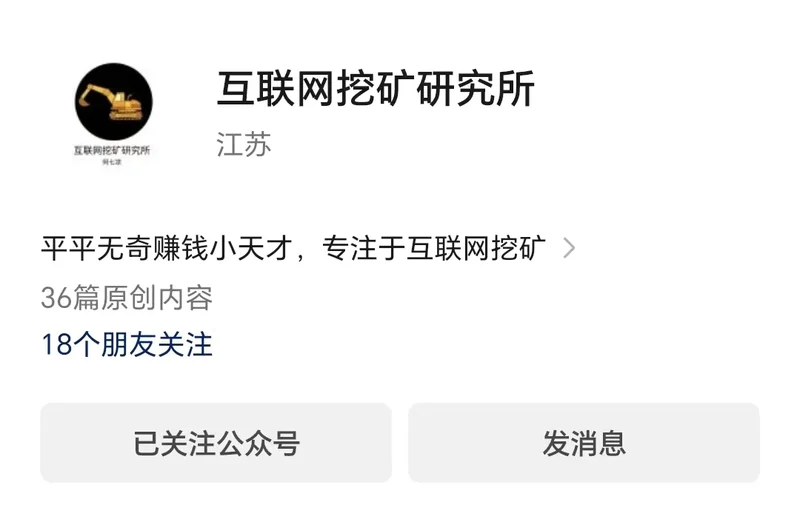 互联网挖矿研究所
江苏
互联网挖矿研究所
平平无奇赚钱小天才，专注于互联网挖矿
36篇原创内容
18个朋友关注
已关注公众号
发消息